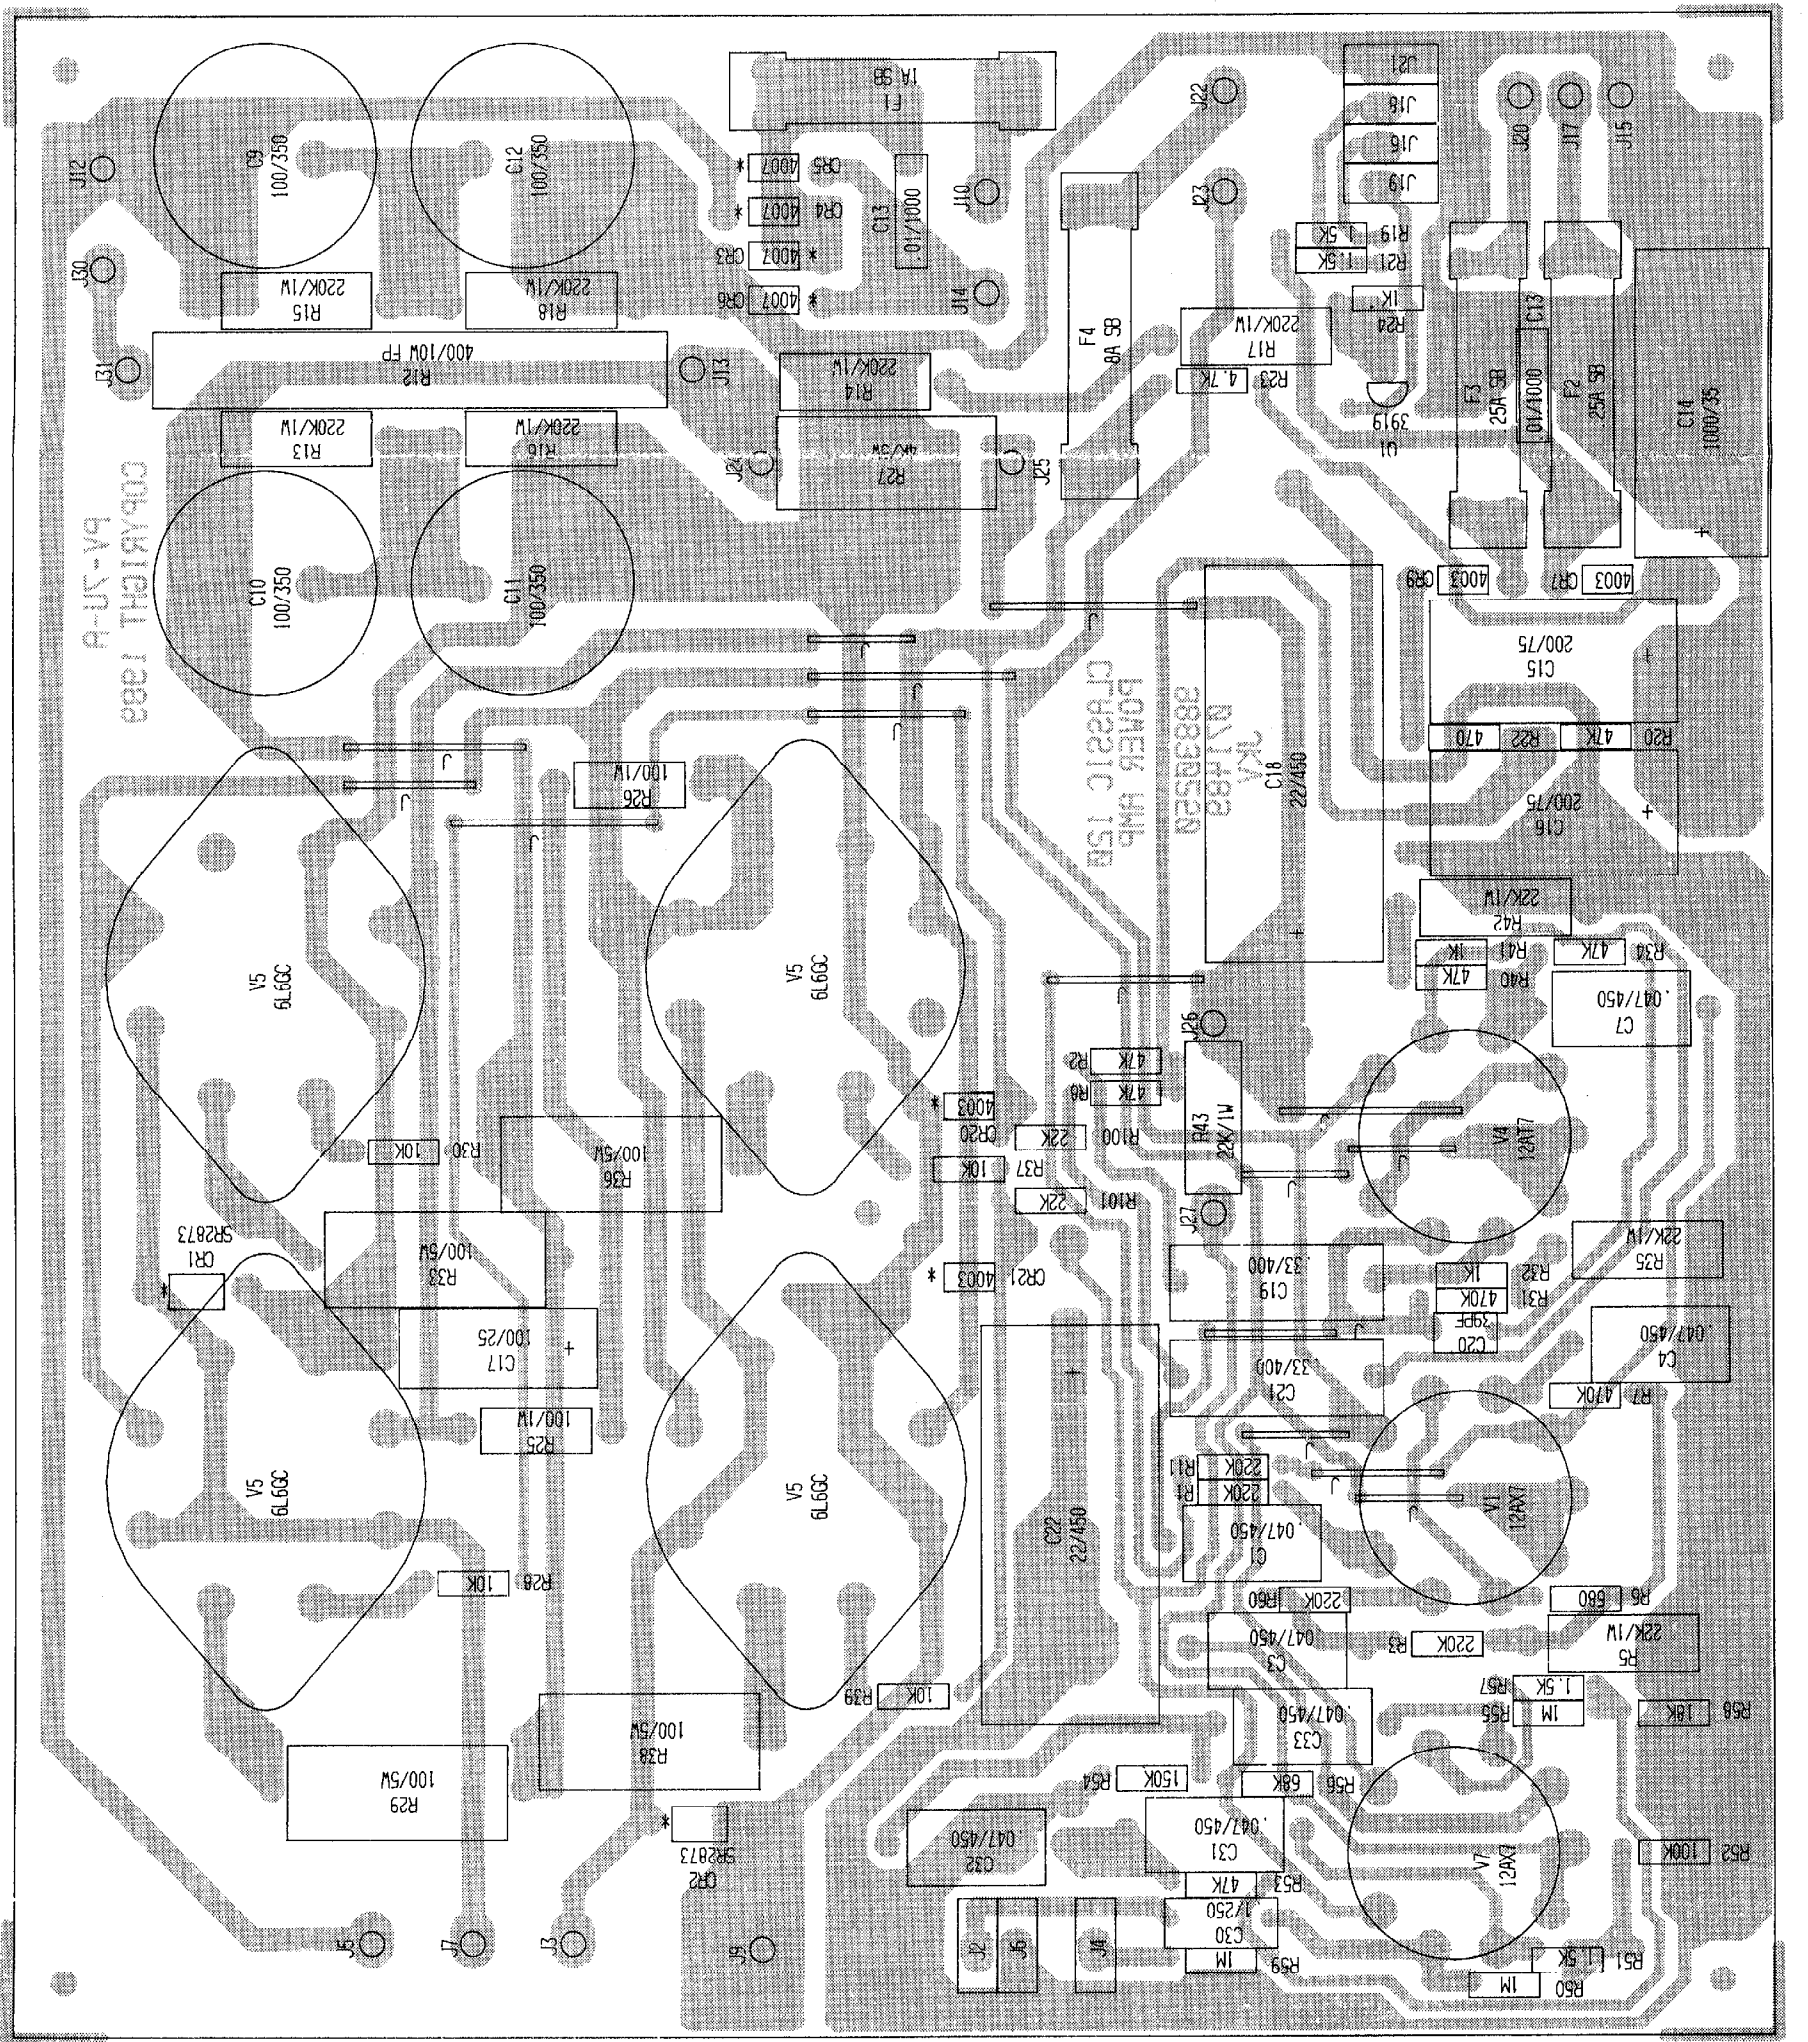 J12
C9
100/350
C12
100/350
F1
1A SB
J22
J21
J18
J16
J19
J20
J17
J15
* 4007 CR5
* 4007 CR4
CR3 4007 *
CR6 4007 *
C13
.01/1000
J10
J14
J23
J30
R15
220K/1W
R18
220K/1W
1.5K R19
1.5K R21
1K
R24
J31
R12
400/10W FP
J13
R14
220K/1W
F4
8A SB
R17
220K/1W
4.7K R23
3919
Q1
F3
.25A SB
C13
.01/1000
F2
.25A SB
C14
1000/35
+
R13
220K/1W
R16
220K/1W
J24
R27
4K/3W
J25
PV-ZU-A
COPYRIGHT 1989
C10
100/350
C11
100/350
CR9 4003
CR7 4003
C15
200/75
+
J
J
J
J
470 R22
47K R20
CLASSIC 120
POWER AMP
98836250
071489
JKA
C18
22/450
+
C16
200/75
+
J
J
J
R26
100/1W
R42
22K/1W
1K R41
47K R40
47K R34
C7
.047/450
V5
6L6GC
V5
6L6GC
J
J26
R2 47K
R8 47K
R43
22K/1W
J27
J
J
J
V4
12AT7
* 4003
CR20
22K R100
10K R37
22K R101
10K R30
R36
100/5W
SR2873
CR1
*
R33
100/5W
* 4003 CR21
C19
.33/400
1K R32
470K R31
39PF
C20
R35
22K/1W
C17
100/25
+
J
C21
.33/400
C4
.047/450
470K R7
R25
100/1W
+
C22
22/450
V5
6L6GC
V5
6L6GC
J
J
J
R11 220K
R1 220K
C1
.047/450
V1
12AX7
10K R28
R60 220K
680 R6
C3
.047/450
R3 220K
R5
22K/1W
R39 10K
R57 1.5K
R55 1M
18K R58
C33
.047/450
R38
100/5W
R29
100/5W
R54 150K
68K R56
*
SR2873
CR2
C32
.047/450
C31
.047/450
V7
12AX7
100K R52
47K R53
C30
.1/250
1M R59
J5
J7
J3
J9
J2
J6
J4
1.5K R51
1M R50